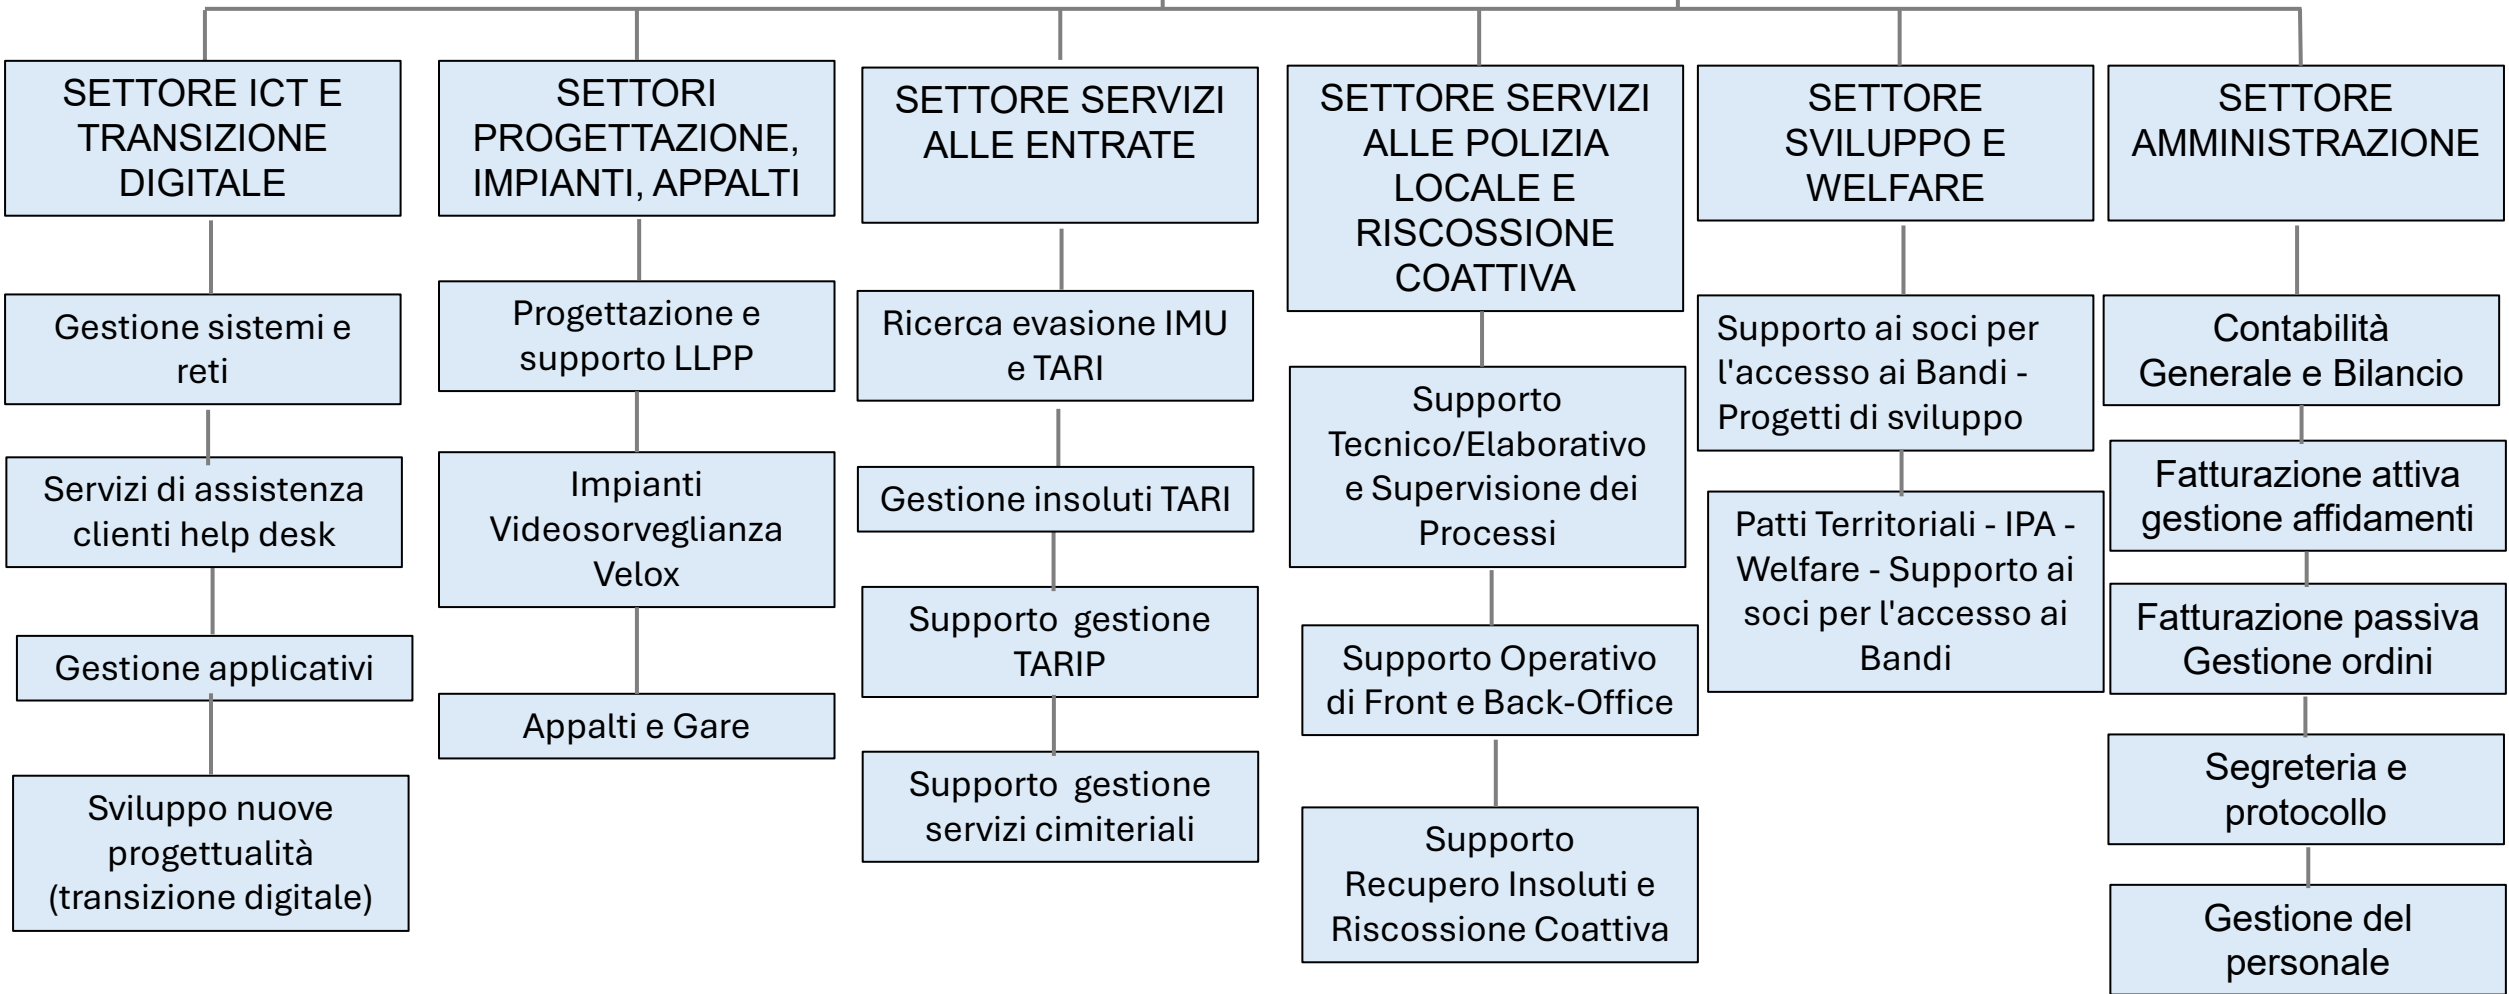 SETTORE ICT E
TRANSIZIONE
DIGITALE
Gestione sistemi e
reti
Servizi di assistenza
clienti help desk
Gestione applicativi
Sviluppo nuove
progettualità
(transizione digitale)
SETTORI
PROGETTAZIONE,
IMPIANTI, APPALTI
Progettazione e
supporto LLPP
Impianti
Videosorveglianza
Velox
Appalti e Gare
SETTORE SERVIZI
ALLE ENTRATE
Ricerca evasione IMU
e TARI
Gestione insoluti TARI
Supporto gestione
TARIP
Supporto gestione
servizi cimiteriali
SETTORE SERVIZI
ALLE POLIZIA
LOCALE E
RISCOSSIONE
COATTIVA
Supporto
Tecnico/Elaborativo
e Supervisione dei
Processi
Supporto Operativo
di Front e Back-Office
Supporto
Recupero Insoluti e
Riscossione Coattiva
SETTORE
SVILUPPO E
WELFARE
Supporto ai soci per
l'accesso ai Bandi -
Progetti di sviluppo
Patti Territoriali - IPA -
Welfare - Supporto ai
soci per l'accesso ai
Bandi
SETTORE
AMMINISTRAZIONE
Contabilità
Generale e Bilancio
Fatturazione attiva
gestione affidamenti
Fatturazione passiva
Gestione ordini
Segreteria e
protocollo
Gestione del
personale